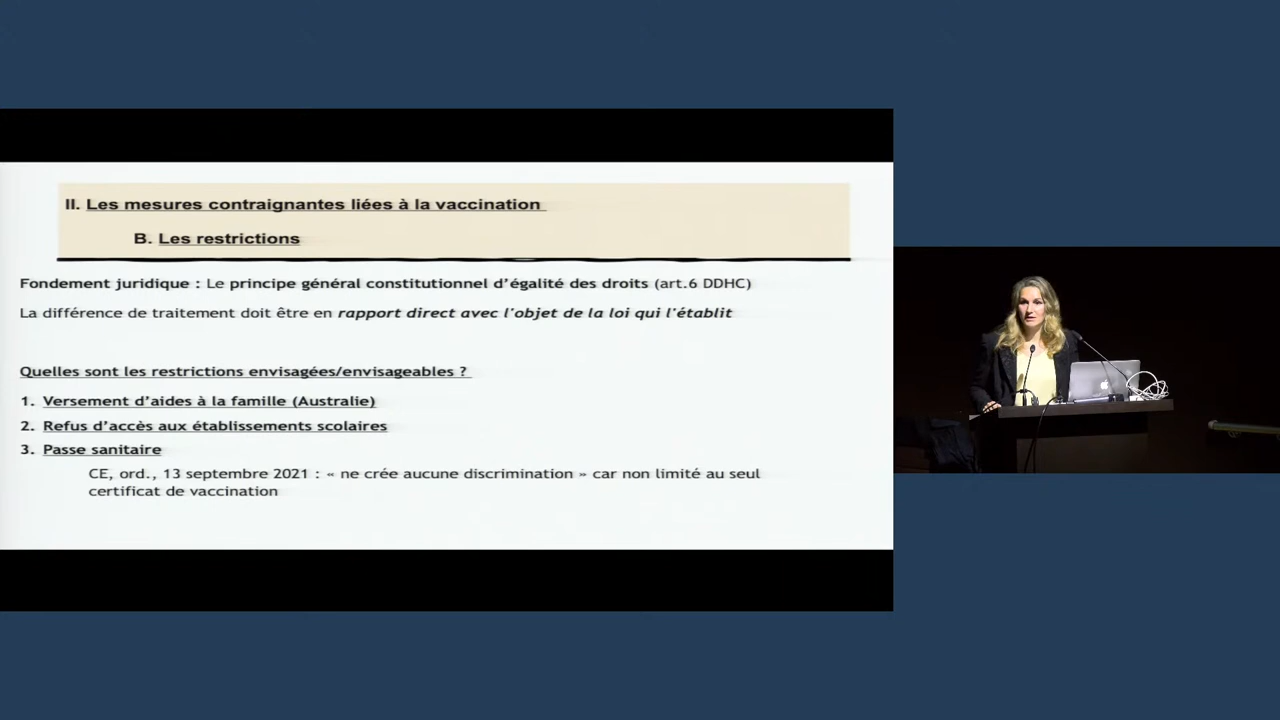 II. Les mesures contraignantes liées à la vaccination
B. Les restrictions
Fondement juridique : Le principe général constitutionnel d'égalité des droits (art.6 DDHC)
La différence de traitement doit être en rapport direct avec l'objet de la loi qui l'établit
Quelles sont les restrictions envisagées/envisageables ?
1. Versement d'aides à la famille (Australie)
2. Refus d'accès aux établissements scolaires
3. Passe sanitaire
CE, ord., 13 septembre 2021 : « ne crée aucune discrimination » car non limité au seul
certificat de vaccination